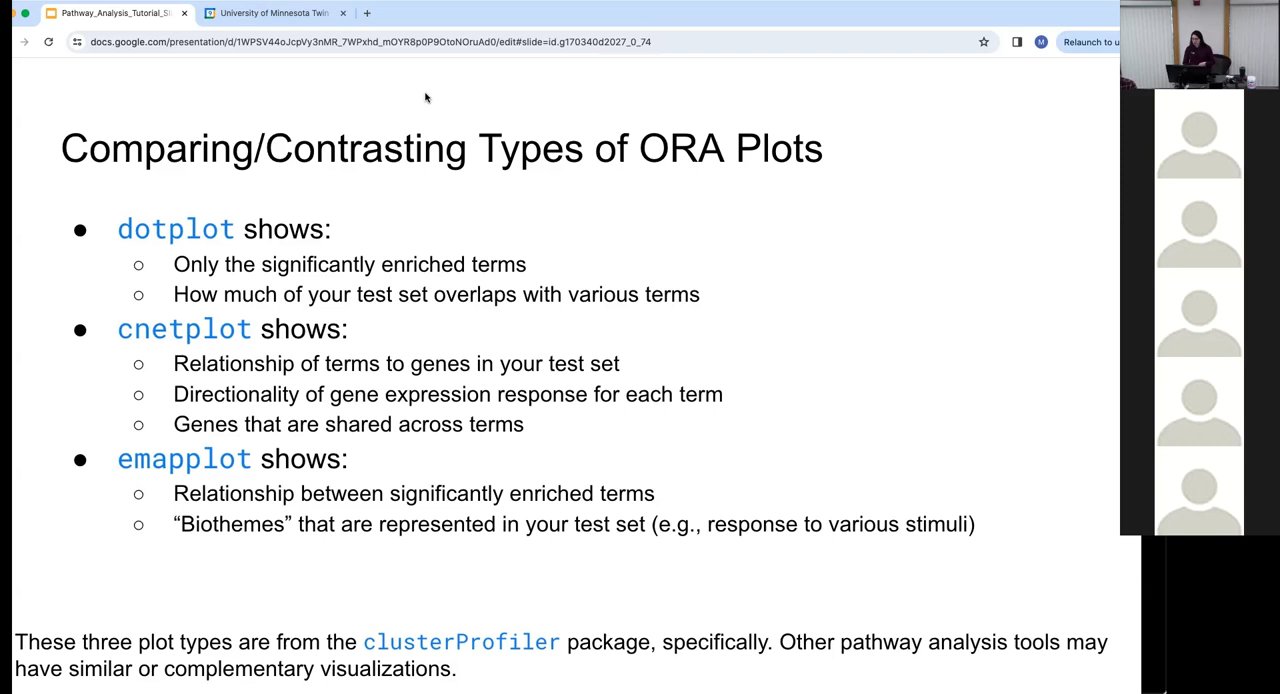 Pathway_Analysis_Tutorial_Sl
University of Minnesota Twin
docs.google.com/presentation/d/1WPSV44oJcpVy3nMR_7WPxhd_mOYR8p0P9OtoNOruAd0/edit#slide=id.g170340d2027_0_74
M
Relaunch to u
Comparing/Contrasting Types of ORA Plots
● dotplot shows:
○ Only the significantly enriched terms
○ How much of your test set overlaps with various terms
● cnetplot shows:
○ Relationship of terms to genes in your test set
○ Directionality of gene expression response for each term
○ Genes that are shared across terms
● emapplot shows:
○ Relationship between significantly enriched terms
○ “Biothemes” that are represented in your test set (e.g., response to various stimuli)
These three plot types are from the clusterProfiler package, specifically. Other pathway analysis tools may
have similar or complementary visualizations.